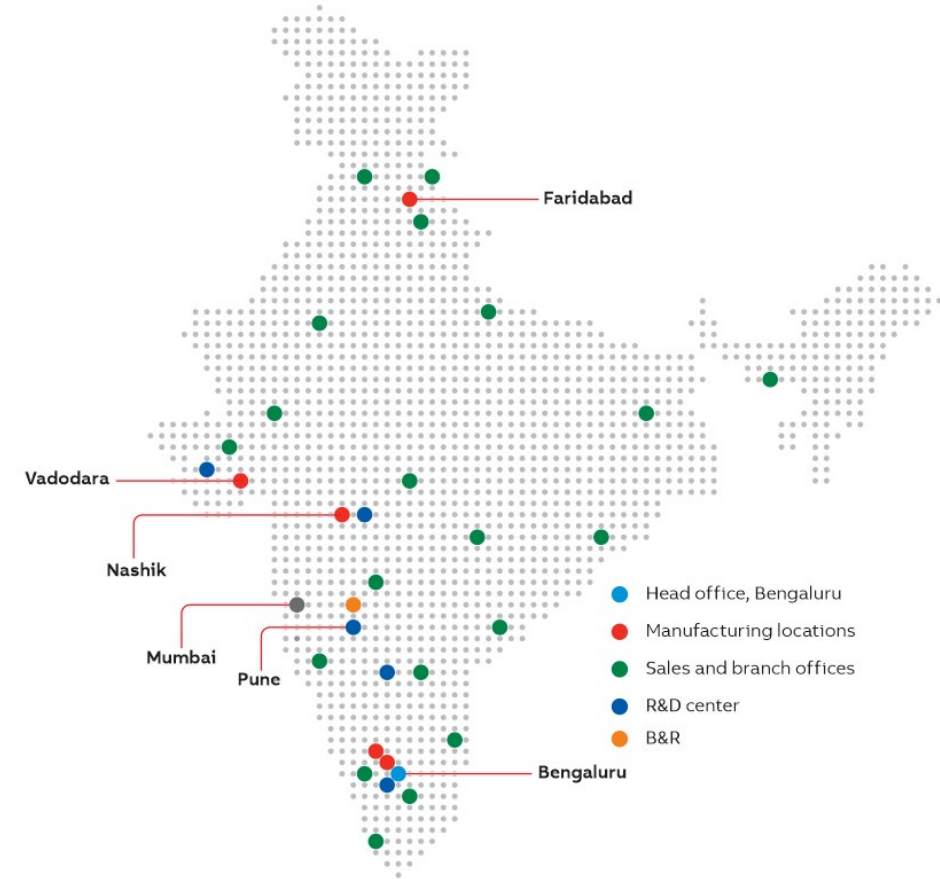 Faridabad
Vadodara
Nashik
Mumbai
Pune
Head office, Bengaluru
Manufacturing locations
Sales and branch offices
R&D center
B&R
Bengaluru